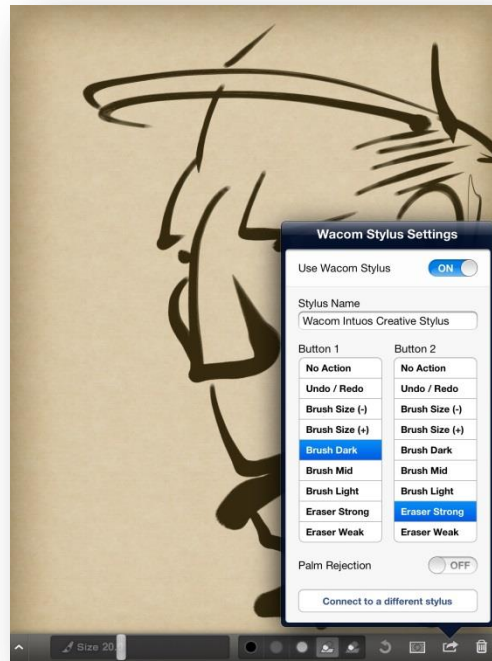 Wacom Stylus Settings
Use Wacom Stylus ON
Stylus Name
Wacom Intuos Creative Stylus
Button 1 Button 2
No Action No Action
Undo / Redo Undo / Redo
Brush Size (-) Brush Size (-)
Brush Size (+) Brush Size (+)
Brush Dark Brush Dark
Brush Mid Brush Mid
Brush Light Brush Light
Eraser Strong Eraser Strong
Eraser Weak Eraser Weak
Palm Rejection OFF
Connect to a different stylus
Size